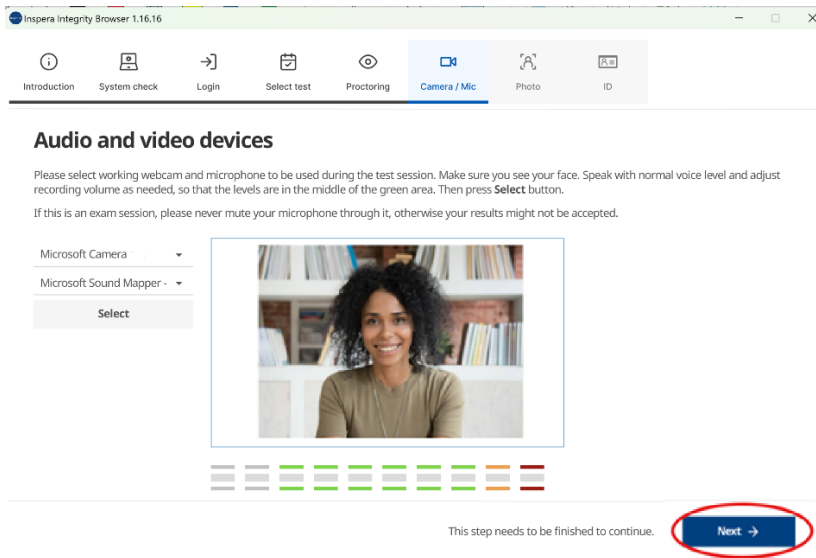 Inspera Integrity Browser 1.16.16
Introduction System check Login Select test Proctoring Camera / Mic Photo ID
Audio and video devices
Please select working webcam and microphone to be used during the test session. Make sure you see your face. Speak with normal voice level and adjust
recording volume as needed, so that the levels are in the middle of the green area. Then press Select button.
If this is an exam session, please never mute your microphone through it, otherwise your results might not be accepted.
Microsoft Camera
Microsoft Sound Mapper -
Select
This step needs to be finished to continue.
Next →